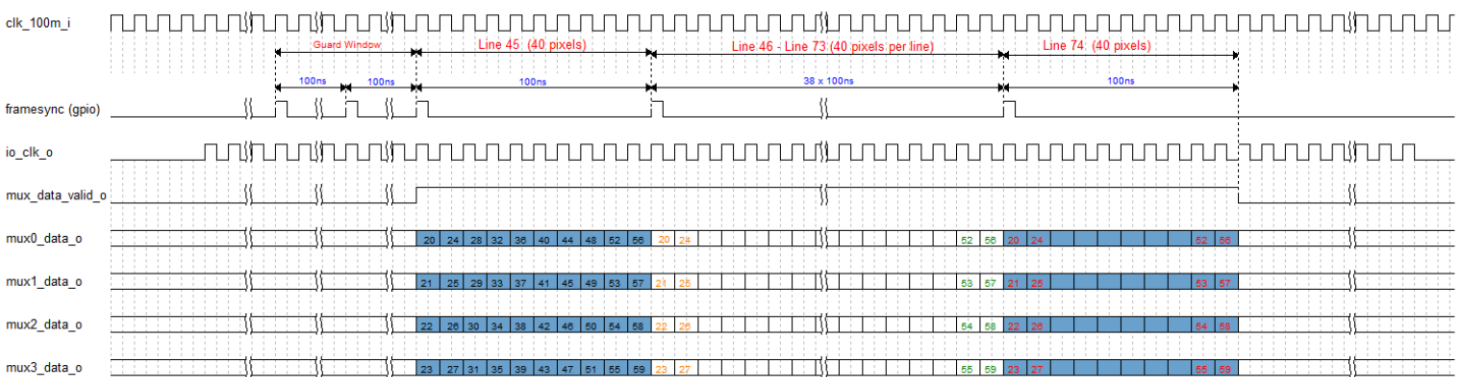 clk_100m_i
Guard Window
Line 45 (40 pixels)
Line 46 - Line 73 (40 pixels per line)
Line 74 (40 pixels)
100ns
100ns
100ns
38 x 100ns
100ns
framesync (gpio)
io_clk_o
mux_data_valid_o
mux0_data_o
20 24 28 32 36 40 44 48 52 56 20 24 52 56 20 24 52 56
mux1_data_o
21 25 29 33 37 41 45 49 53 57 21 25 53 57 21 25 53 57
mux2_data_o
22 26 30 34 38 42 46 50 54 58 22 26 54 58 22 26 54 58
mux3_data_o
23 27 31 35 39 43 47 51 55 59 23 27 55 59 23 27 55 59